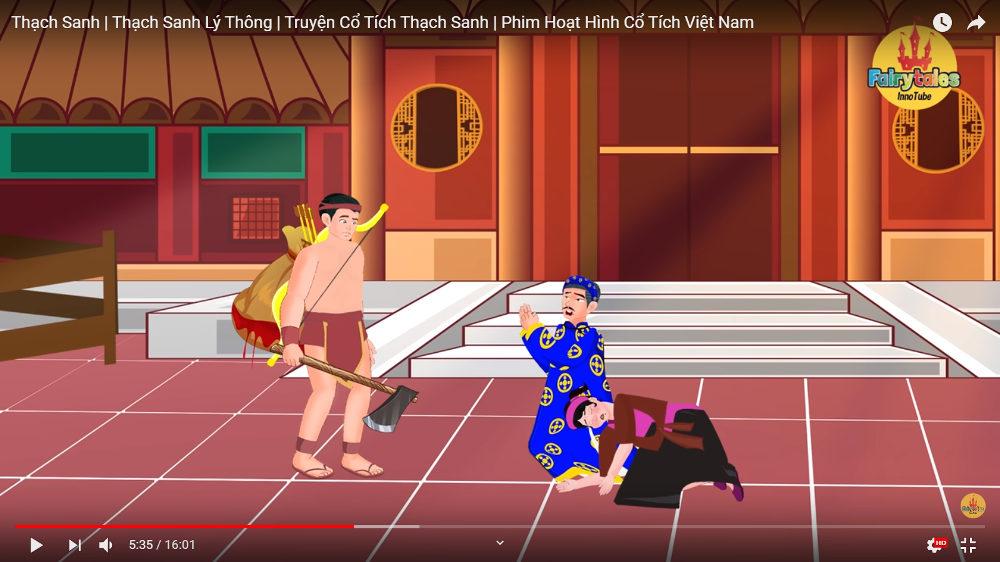 Thạch Sanh | Thạch Sanh Lý Thông | Truyện Cổ Tích Thạch Sanh | Phim Hoạt Hình Cổ Tích Việt Nam
Fairytales
InnoTube
5:35 / 16:01
HD